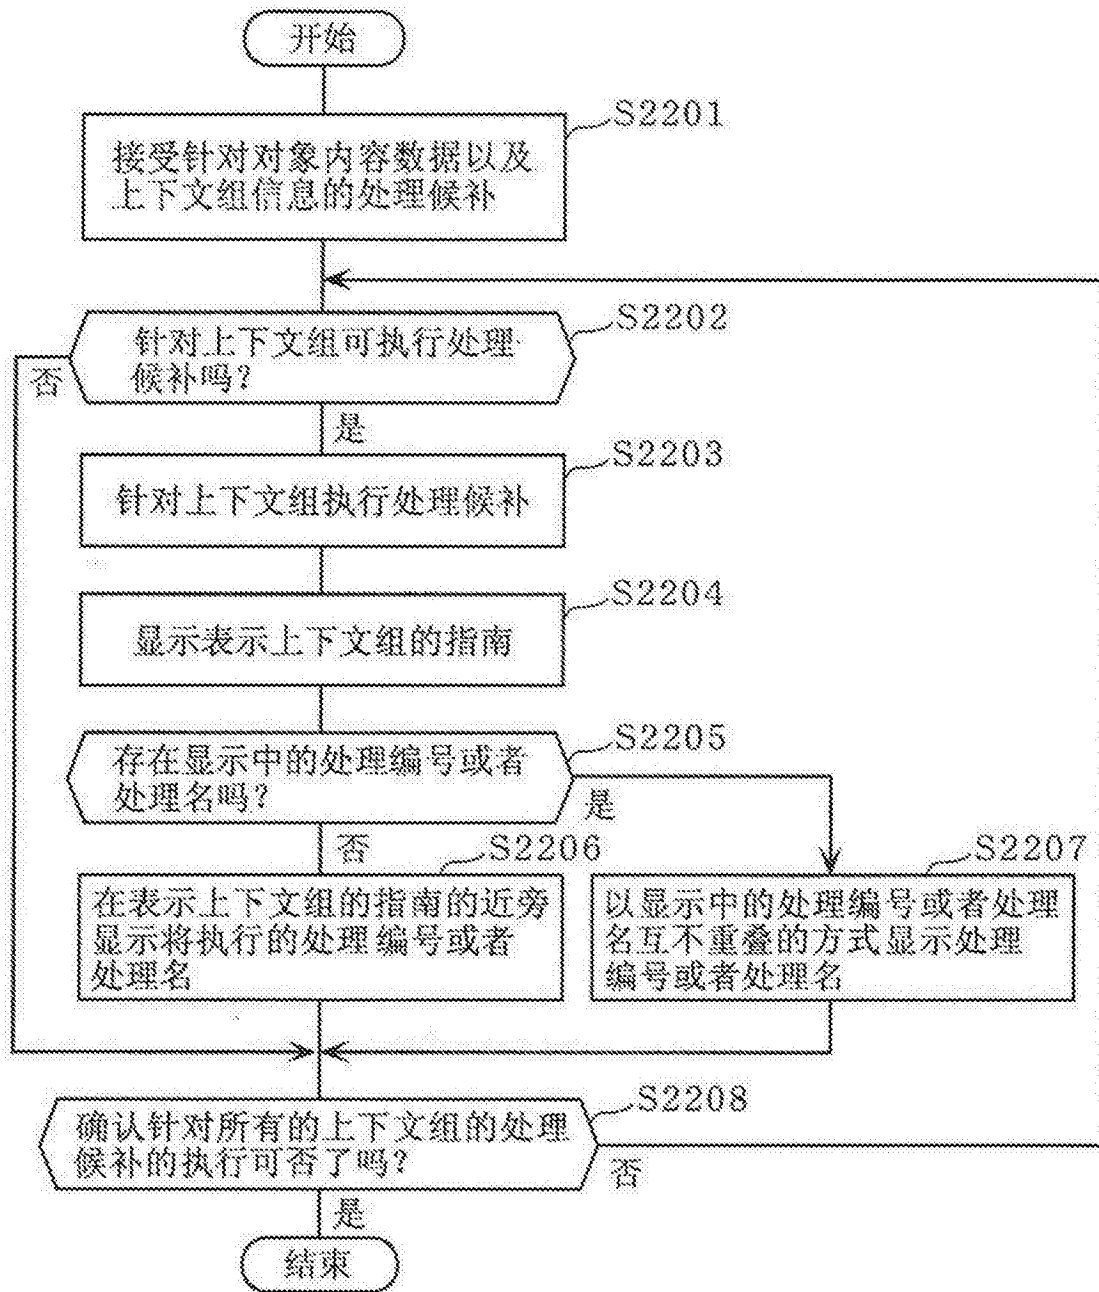 开始
S2201
接受针对对象内容数据以及
上下文组信息的处理候补
S2202
针对上下文组可执行处理
候补吗？
否
是
S2203
针对上下文组执行处理候补
S2204
显示表示上下文组的指南
S2205
存在显示中的处理编号或者
处理名吗？
是
否
S2206
S2207
在表示上下文组的指南的近旁
显示将执行的处理编号或者
处理名
以显示中的处理编号或者处理
名互不重叠的方式显示处理
编号或者处理名
S2208
确认针对所有的上下文组的处理
候补的执行可否了吗？
否
是
结束